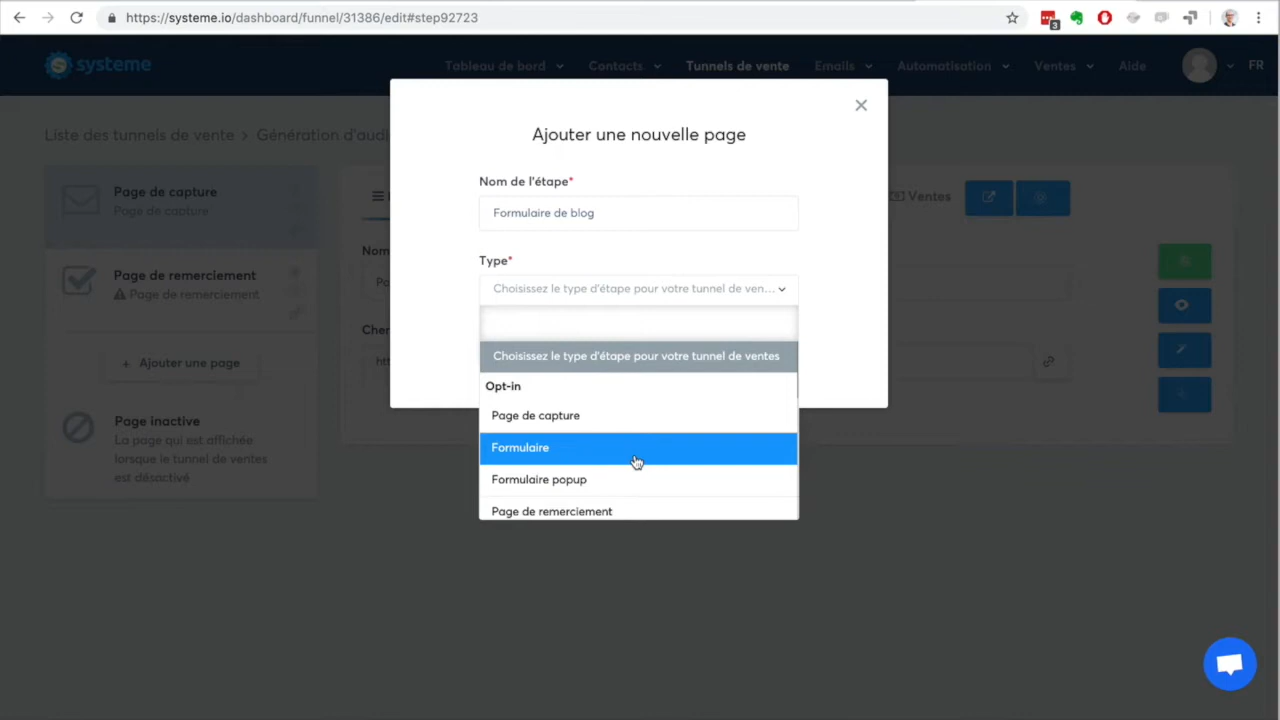 https://systeme.io/dashboard/funnel/31386/edit#step92723
3
systeme
Tableau de bord
Contacts
Tunnels de vente
Emails
Automatisation
Ventes
Aide
FR
Liste des tunnels de vente > Génération d'audi
Page de capture
Page de capture
Page de remerciement
Page de remerciement
+ Ajouter une page
Page inactive
La page qui est affichée
lorsque le tunnel de ventes
est désactivé
Nom
Cher
Ventes
Ajouter une nouvelle page
Nom de l'étape*
Formulaire de blog
Type*
Choisissez le type d'étape pour votre tunnel de ven...
Choisissez le type d'étape pour votre tunnel de ventes
Opt-in
Page de capture
Formulaire
Formulaire popup
Page de remerciement